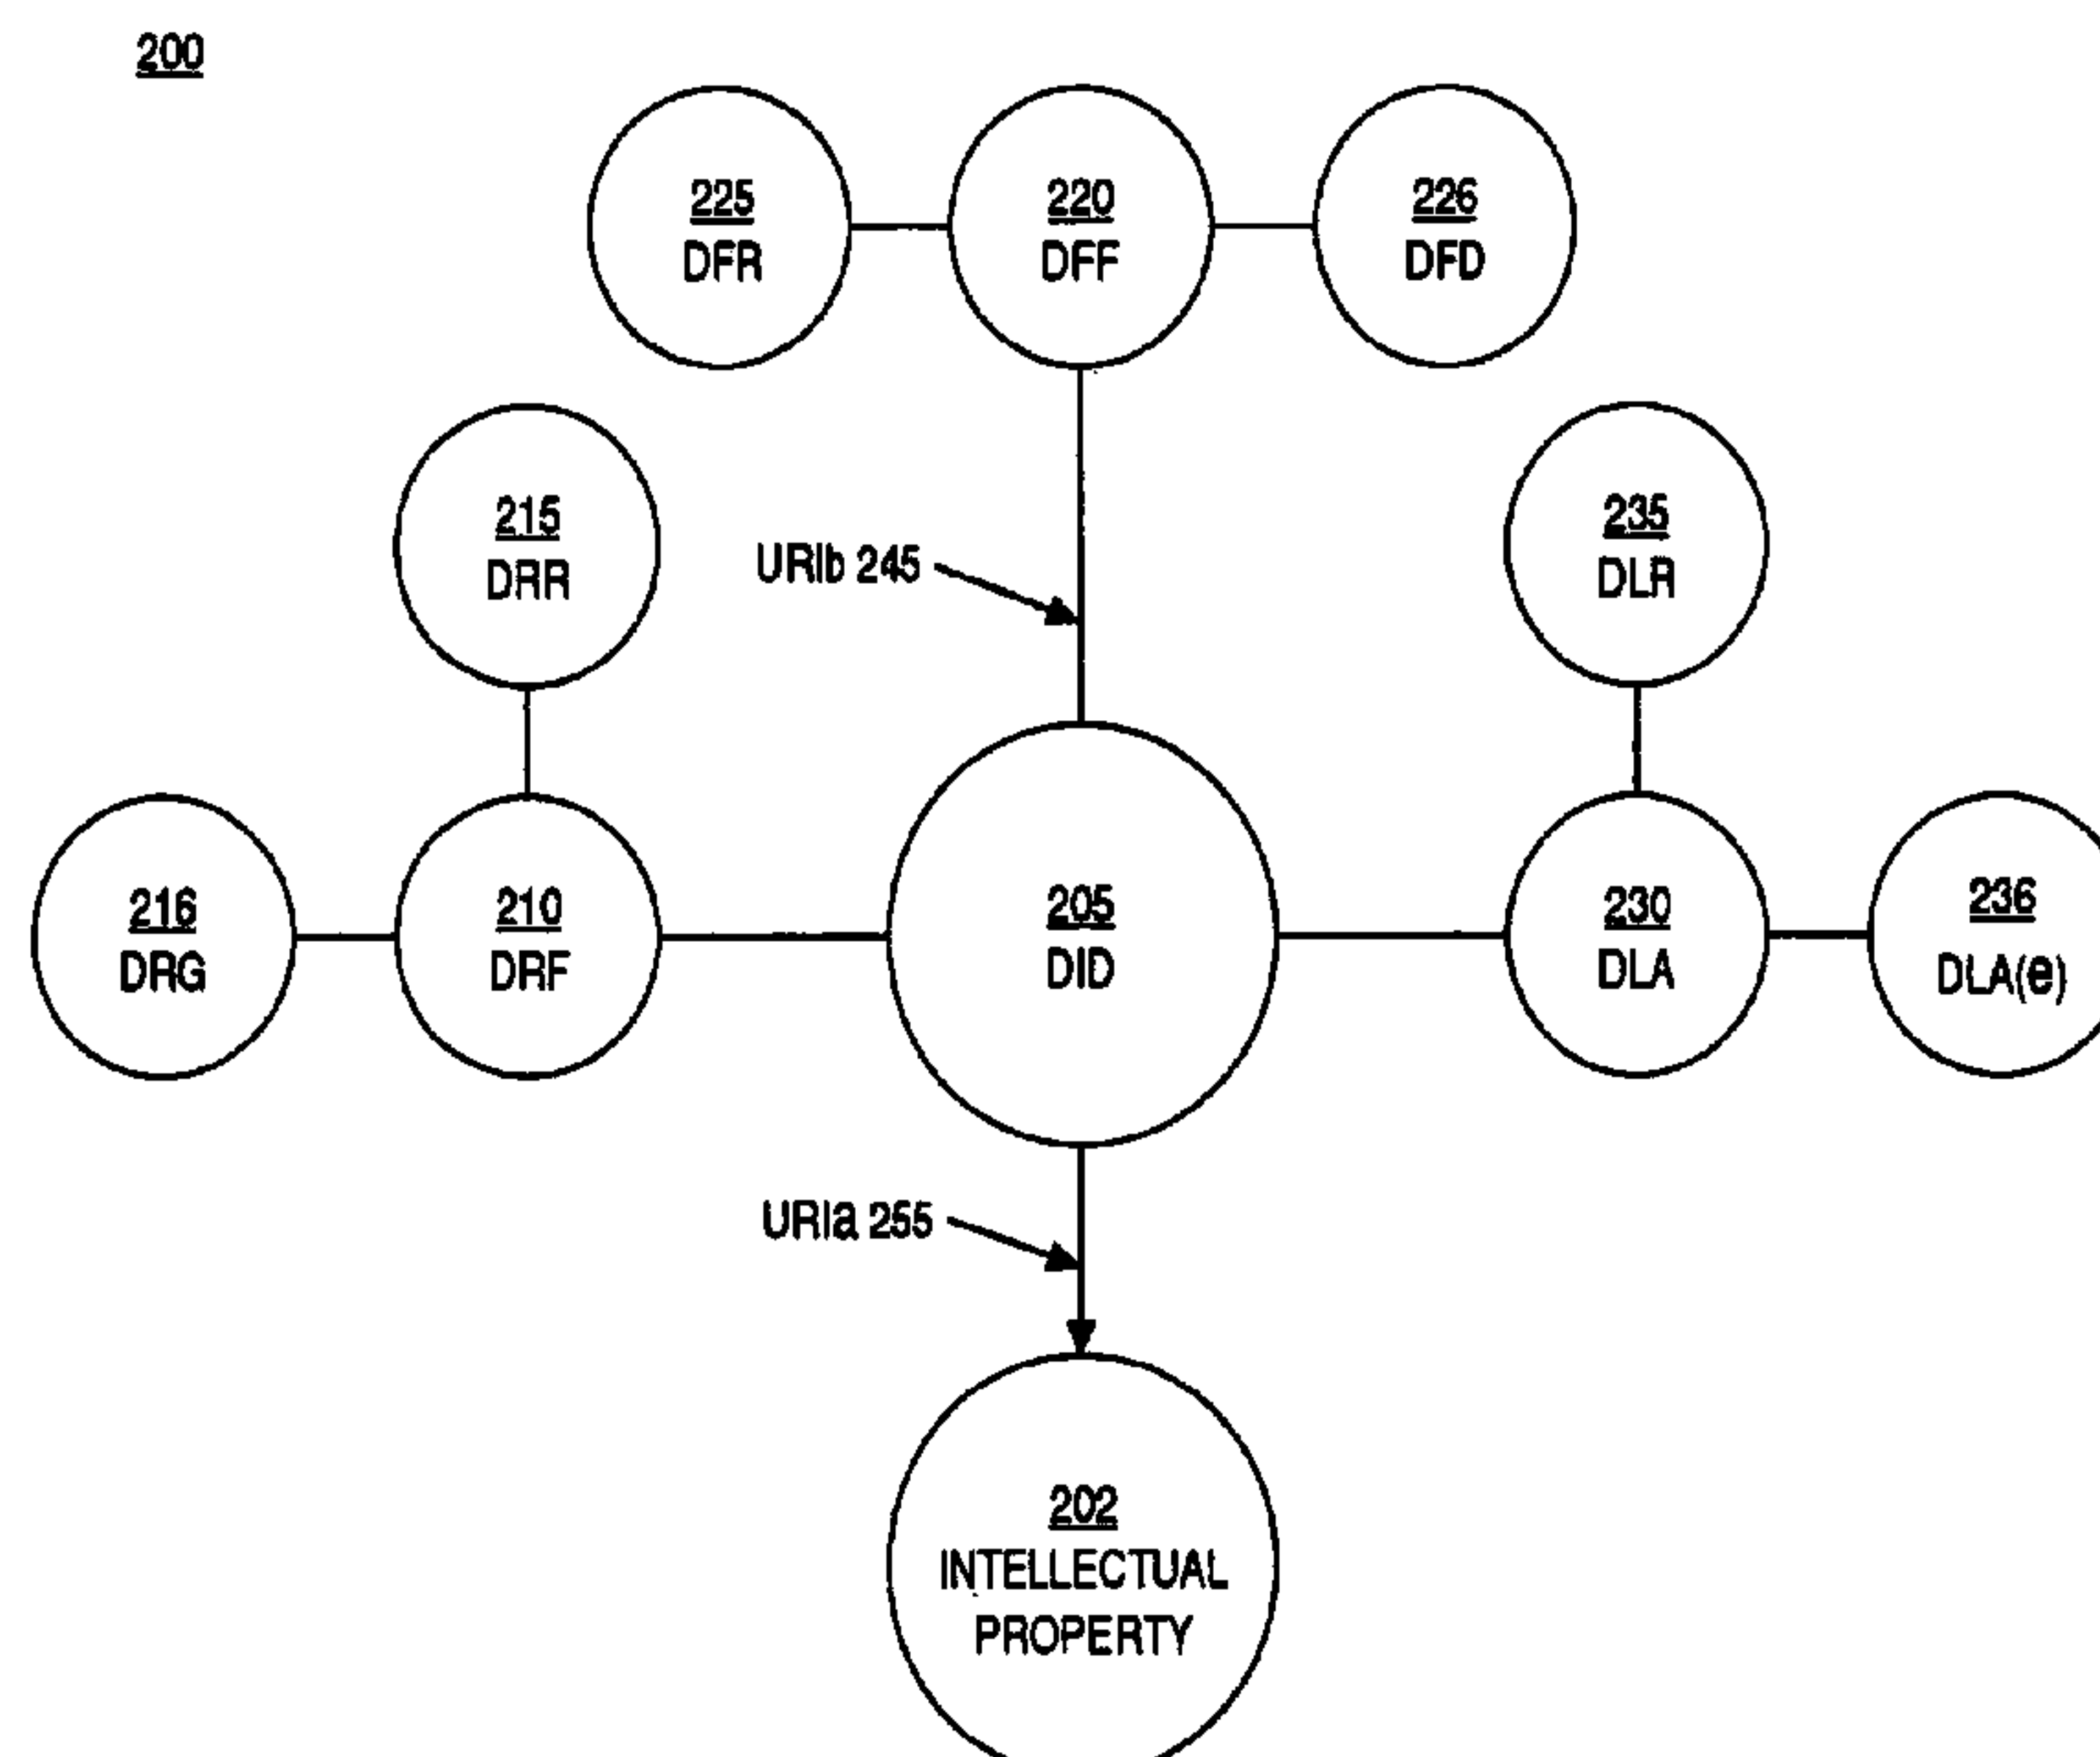 200
225
DFR
220
DFF
226
DFD
215
DRR
URIb 245
235
DLR
216
DRG
210
DRF
205
DID
230
DLA
236
DLA(e)
URIa 255
202
INTELLECTUAL
PROPERTY